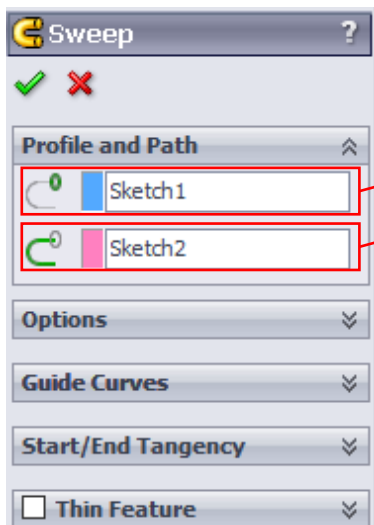 Sweep ?
Profile and Path
Sketch1
Sketch2
Options
Guide Curves
Start/End Tangency
Thin Feature